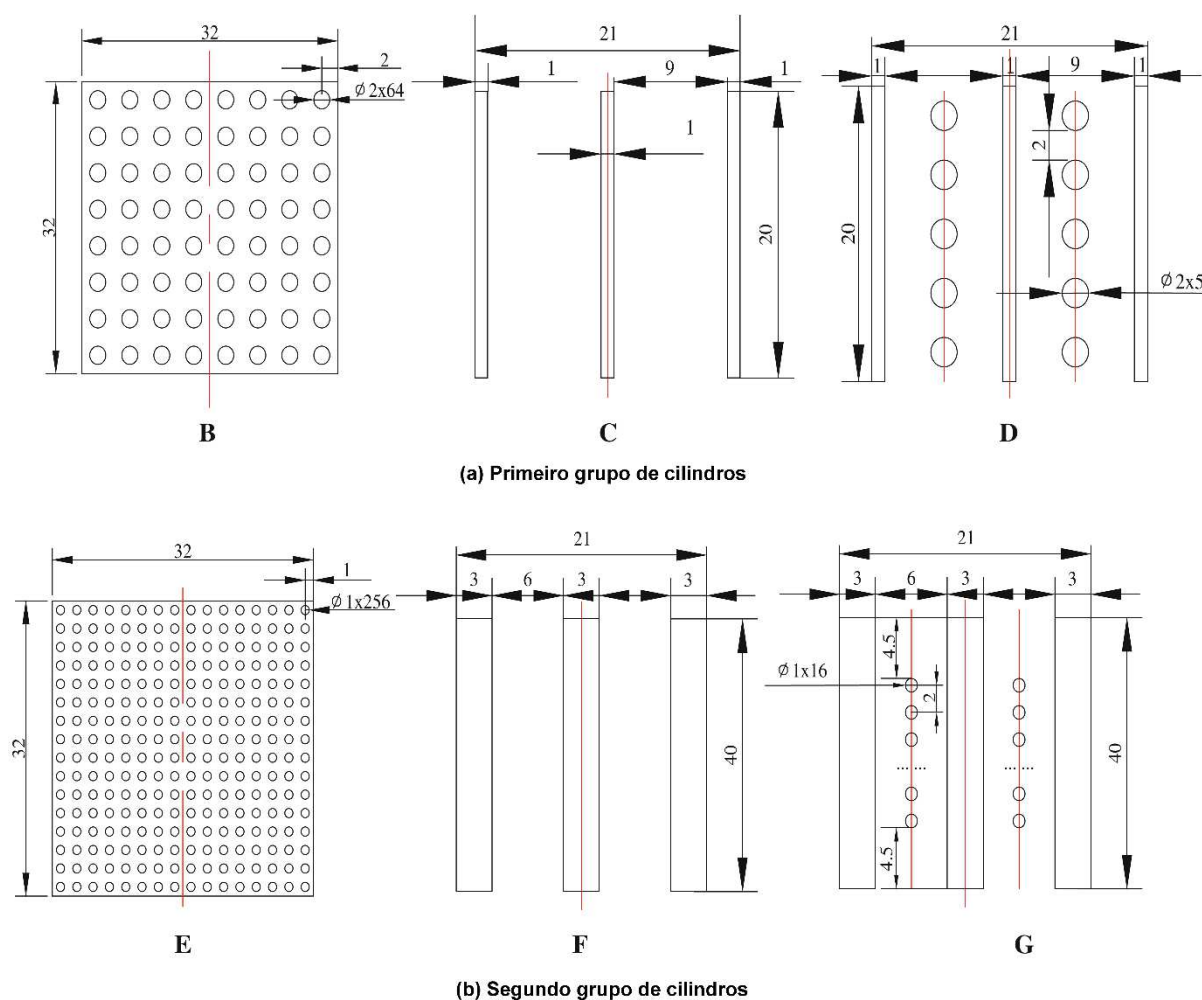 32
2
Ø 2x64
32
B
21
1
9
1
1
20
C
21
1
1
9
1
2
20
Ø 2x5
D
(a) Primeiro grupo de cilindros
32
1
Ø 1x256
32
E
21
3
6
3
3
40
F
21
3
6
3
3
4.5
Ø 1x16
2
40
......
4.5
G
(b) Segundo grupo de cilindros